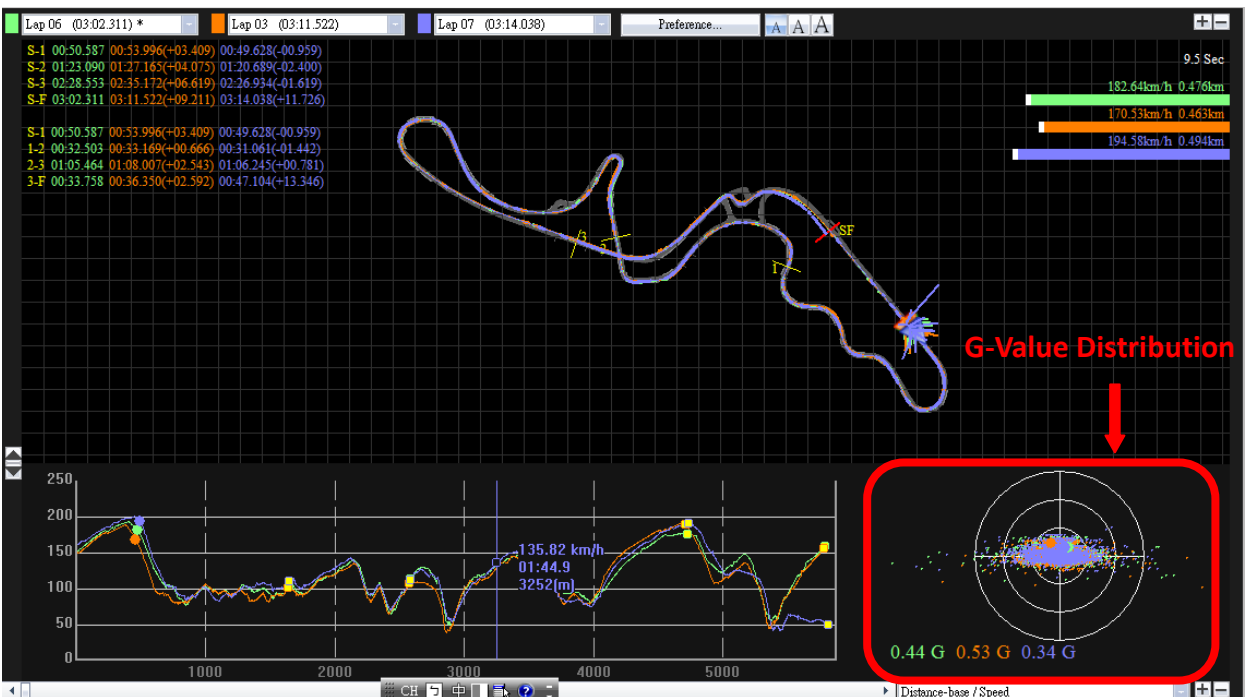 Lap 06 (03:02.311) *
Lap 03 (03:11.522)
Lap 07 (03:14.038)
Preference...
A A A
S-1 00:50.587 00:53.996(+03.409) 00:49.628(-00.959)
S-2 01:23.090 01:27.165(+04.075) 01:20.689(-02.400)
S-3 02:28.553 02:35.172(+06.619) 02:26.934(-01.619)
S-F 03:02.311 03:11.522(+09.211) 03:14.038(+11.726)
S-1 00:50.587 00:53.996(+03.409) 00:49.628(-00.959)
1-2 00:32.503 00:33.169(+00.666) 00:31.061(-01.442)
2-3 01:05.464 01:08.007(+02.543) 01:06.245(+00.781)
3-F 00:33.758 00:36.350(+02.592) 00:47.104(+13.346)
9.5 Sec
182.64km/h 0.476km
170.53km/h 0.463km
194.58km/h 0.494km
SF
3
2
1
G-Value Distribution
250
200
150
100
50
0
135.82 km/h
01:44.9
3252(m)
1000
2000
3000
4000
5000
0.44 G 0.53 G 0.34 G
CH
中
Distance-base / Speed